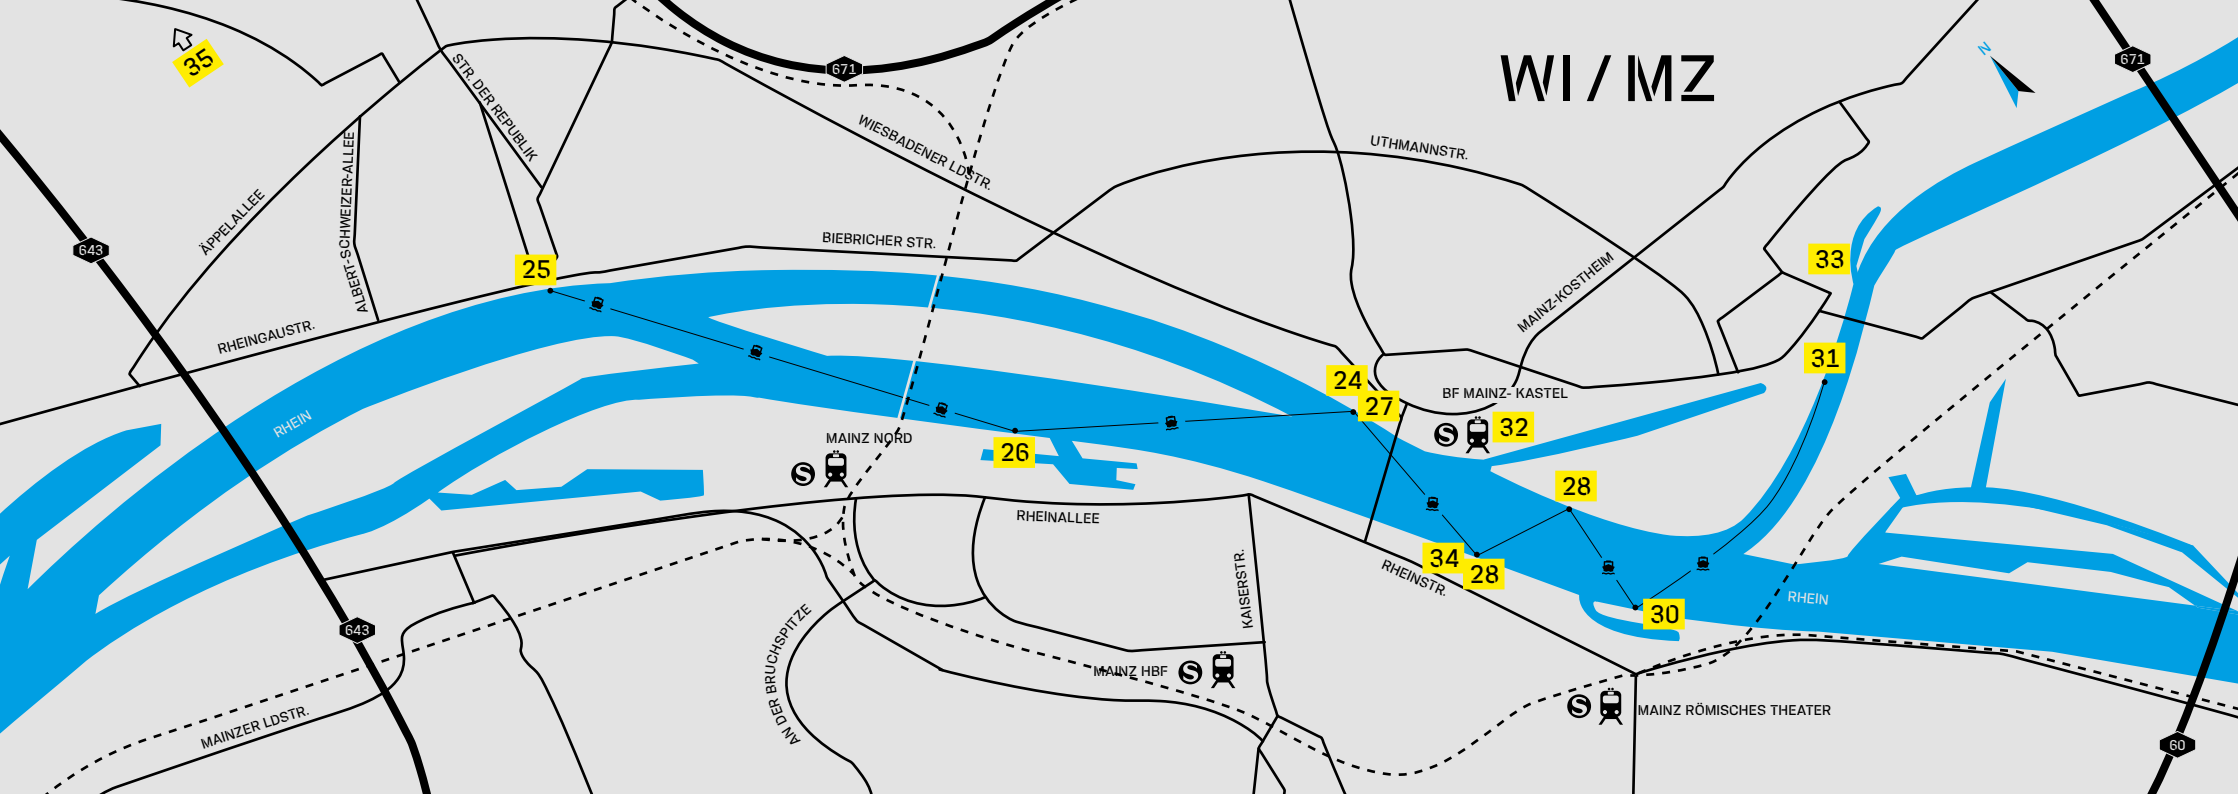 WI / MZ
N
35
671
671
STR. DER REPUBLIK
WIESBADENER LDSTR.
UTHMANNSTR.
ALBERT-SCHWEIZER-ALLEE
ÄPPELALLEE
643
BIEBRICHER STR.
25
33
MAINZ-KOSTHEIM
RHEINGAUSTR.
31
24
27
BF MAINZ- KASTEL
S
32
RHEIN
MAINZ NORD
S
26
28
RHEINALLEE
34
28
RHEINSTR.
KAISERSTR.
30
RHEIN
643
AN DER BRUCHSPITZE
MAINZ HBF
S
S
MAINZ RÖMISCHES THEATER
MAINZER LDSTR.
60